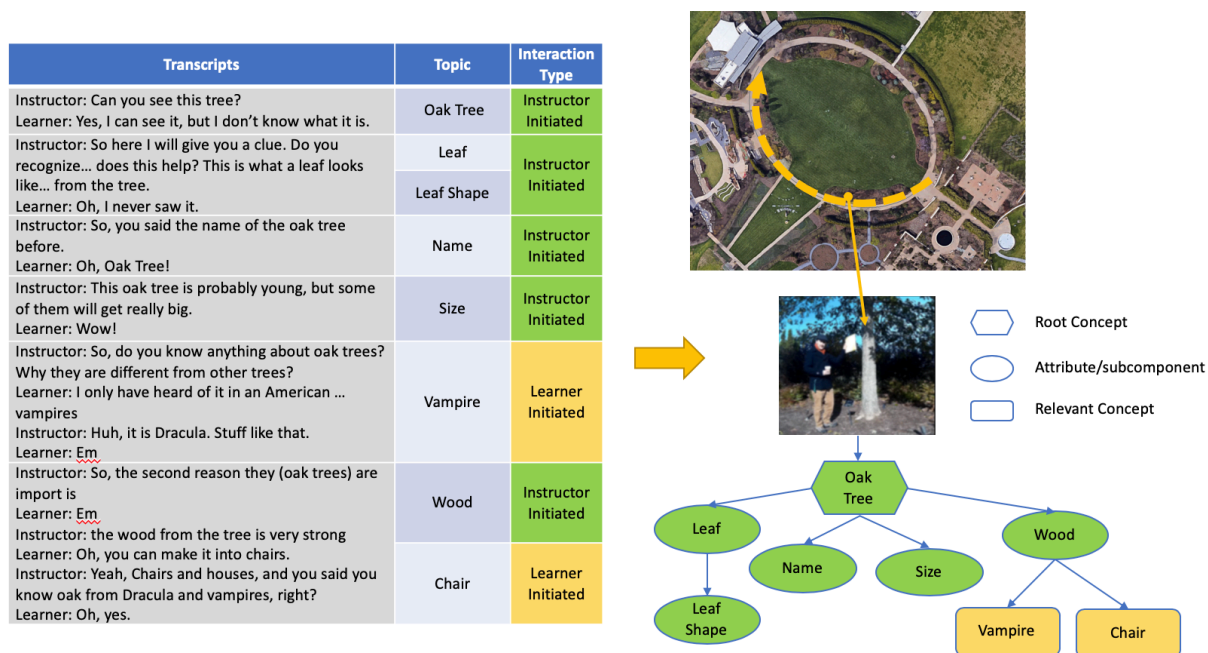 Transcripts
Topic
Interaction
Type
Instructor: Can you see this tree?
Learner: Yes, I can see it, but I don’t know what it is.
Oak Tree
Instructor
Initiated
Instructor: So here I will give you a clue. Do you
recognize… does this help? This is what a leaf looks
like… from the tree.
Learner: Oh, I never saw it.
Leaf
Leaf Shape
Instructor
Initiated
Instructor: So, you said the name of the oak tree
before.
Learner: Oh, Oak Tree!
Name
Instructor
Initiated
Instructor: This oak tree is probably young, but some
of them will get really big.
Learner: Wow!
Size
Instructor
Initiated
Instructor: So, do you know anything about oak trees?
Why they are different from other trees?
Learner: I only have heard of it in an American …
vampires
Instructor: Huh, it is Dracula. Stuff like that.
Learner: Em
Vampire
Learner
Initiated
Instructor: So, the second reason they (oak trees) are
import is
Learner: Em
Instructor: the wood from the tree is very strong
Learner: Oh, you can make it into chairs.
Instructor: Yeah, Chairs and houses, and you said you
know oak from Dracula and vampires, right?
Learner: Oh, yes.
Wood
Instructor
Initiated
Chair
Learner
Initiated
Root Concept
Attribute/subcomponent
Relevant Concept
Oak
Tree
Leaf
Name
Size
Wood
Leaf
Shape
Vampire
Chair